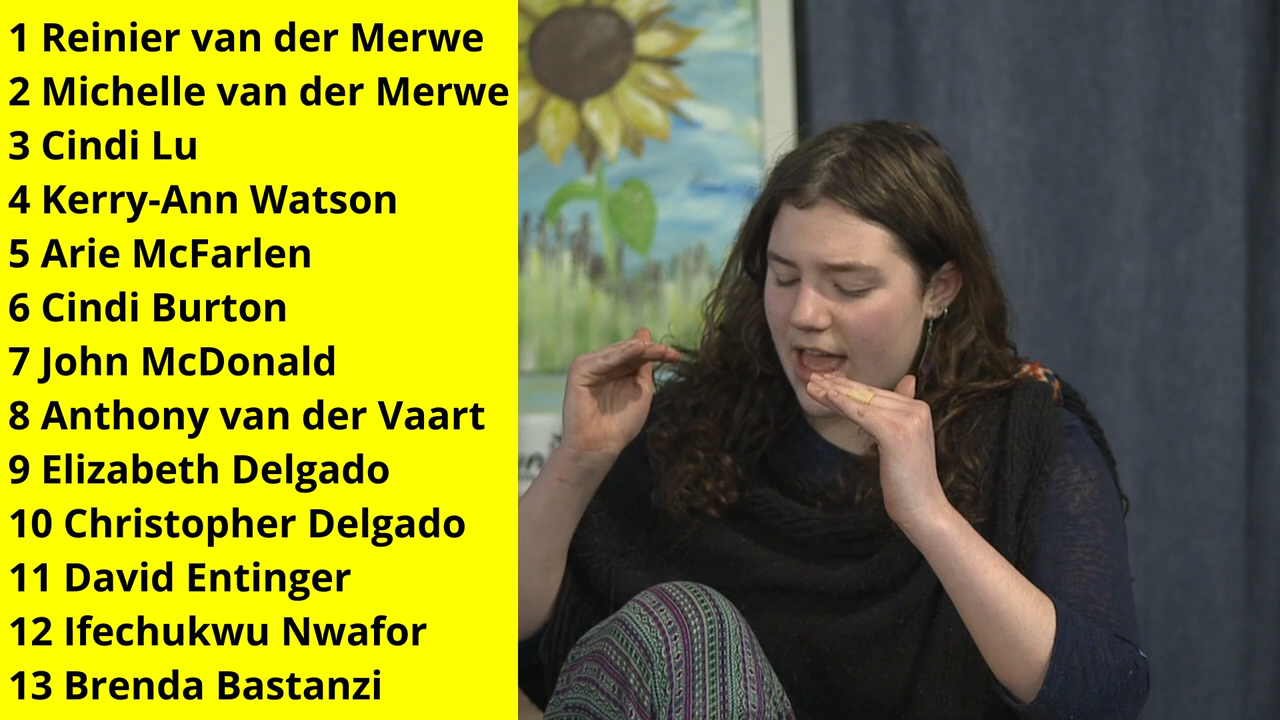 1 Reinier van der Merwe
2 Michelle van der Merwe
3 Cindi Lu
4 Kerry-Ann Watson
5 Arie McFarlen
6 Cindi Burton
7 John McDonald
8 Anthony van der Vaart
9 Elizabeth Delgado
10 Christopher Delgado
11 David Entinger
12 Ifechukwu Nwafor
13 Brenda Bastanzi